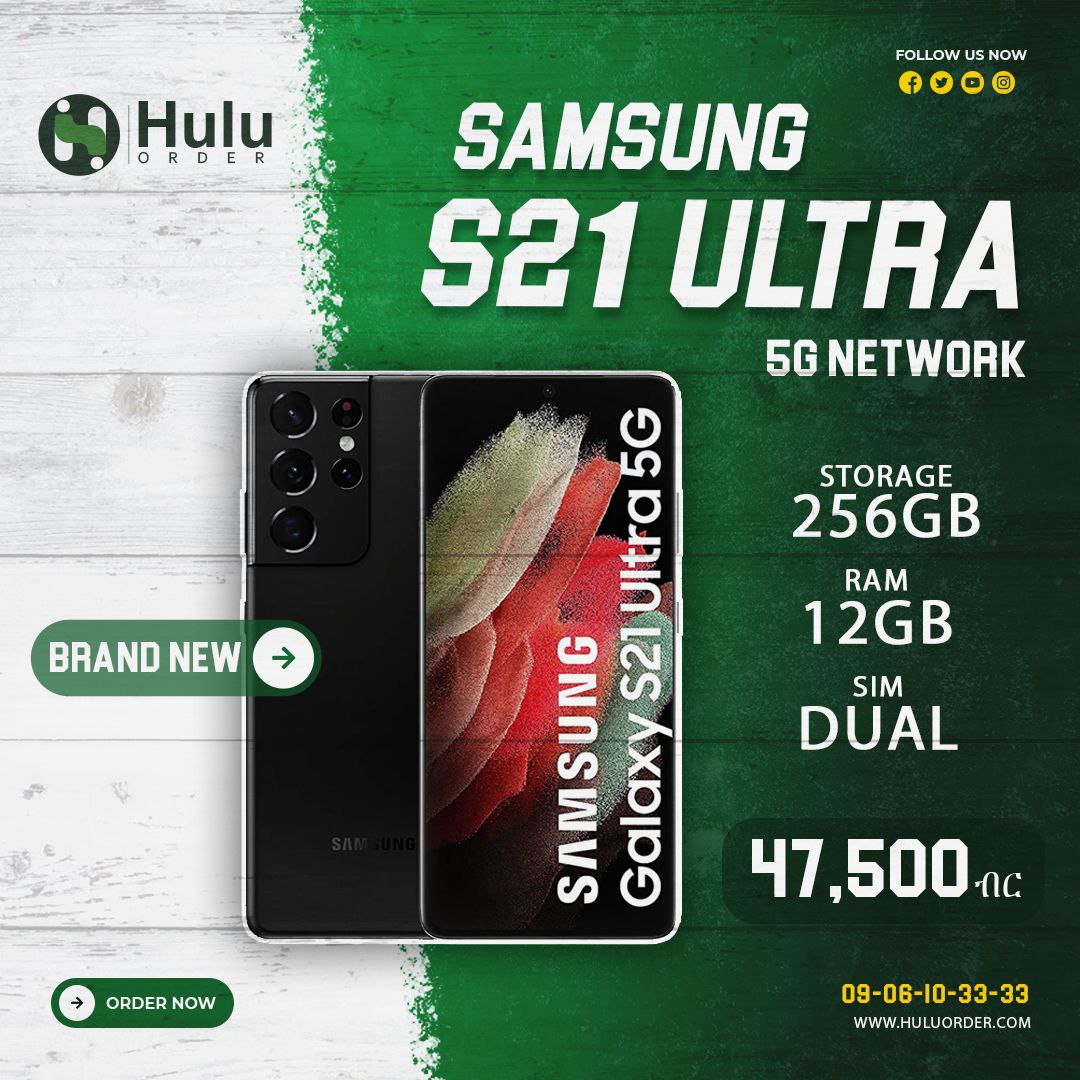 FOLLOW US NOW
Hulu
ORDER
SAMSUNG
S21 ULTRA
5G NETWORK
STORAGE
256GB
RAM
12GB
SIM
DUAL
BRAND NEW
SAMSUNG
Galaxy S21 Ultra 5G
SAMSUNG
47,500 ብር
ORDER NOW
09-06-10-33-33
WWW.HULUORDER.COM